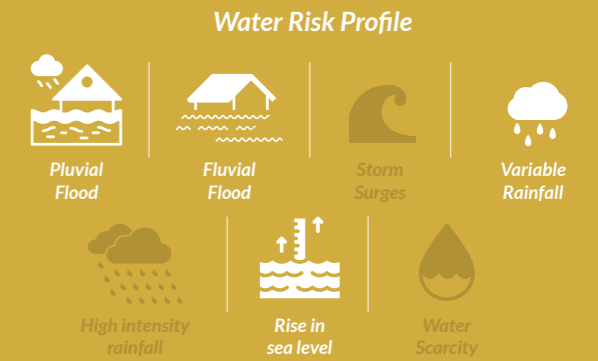 Water Risk Profile
Pluvial
Flood
Fluvial
Flood
Storm
Surges
Variable
Rainfall
High intensity
rainfall
Rise in
sea level
Water
Scarcity